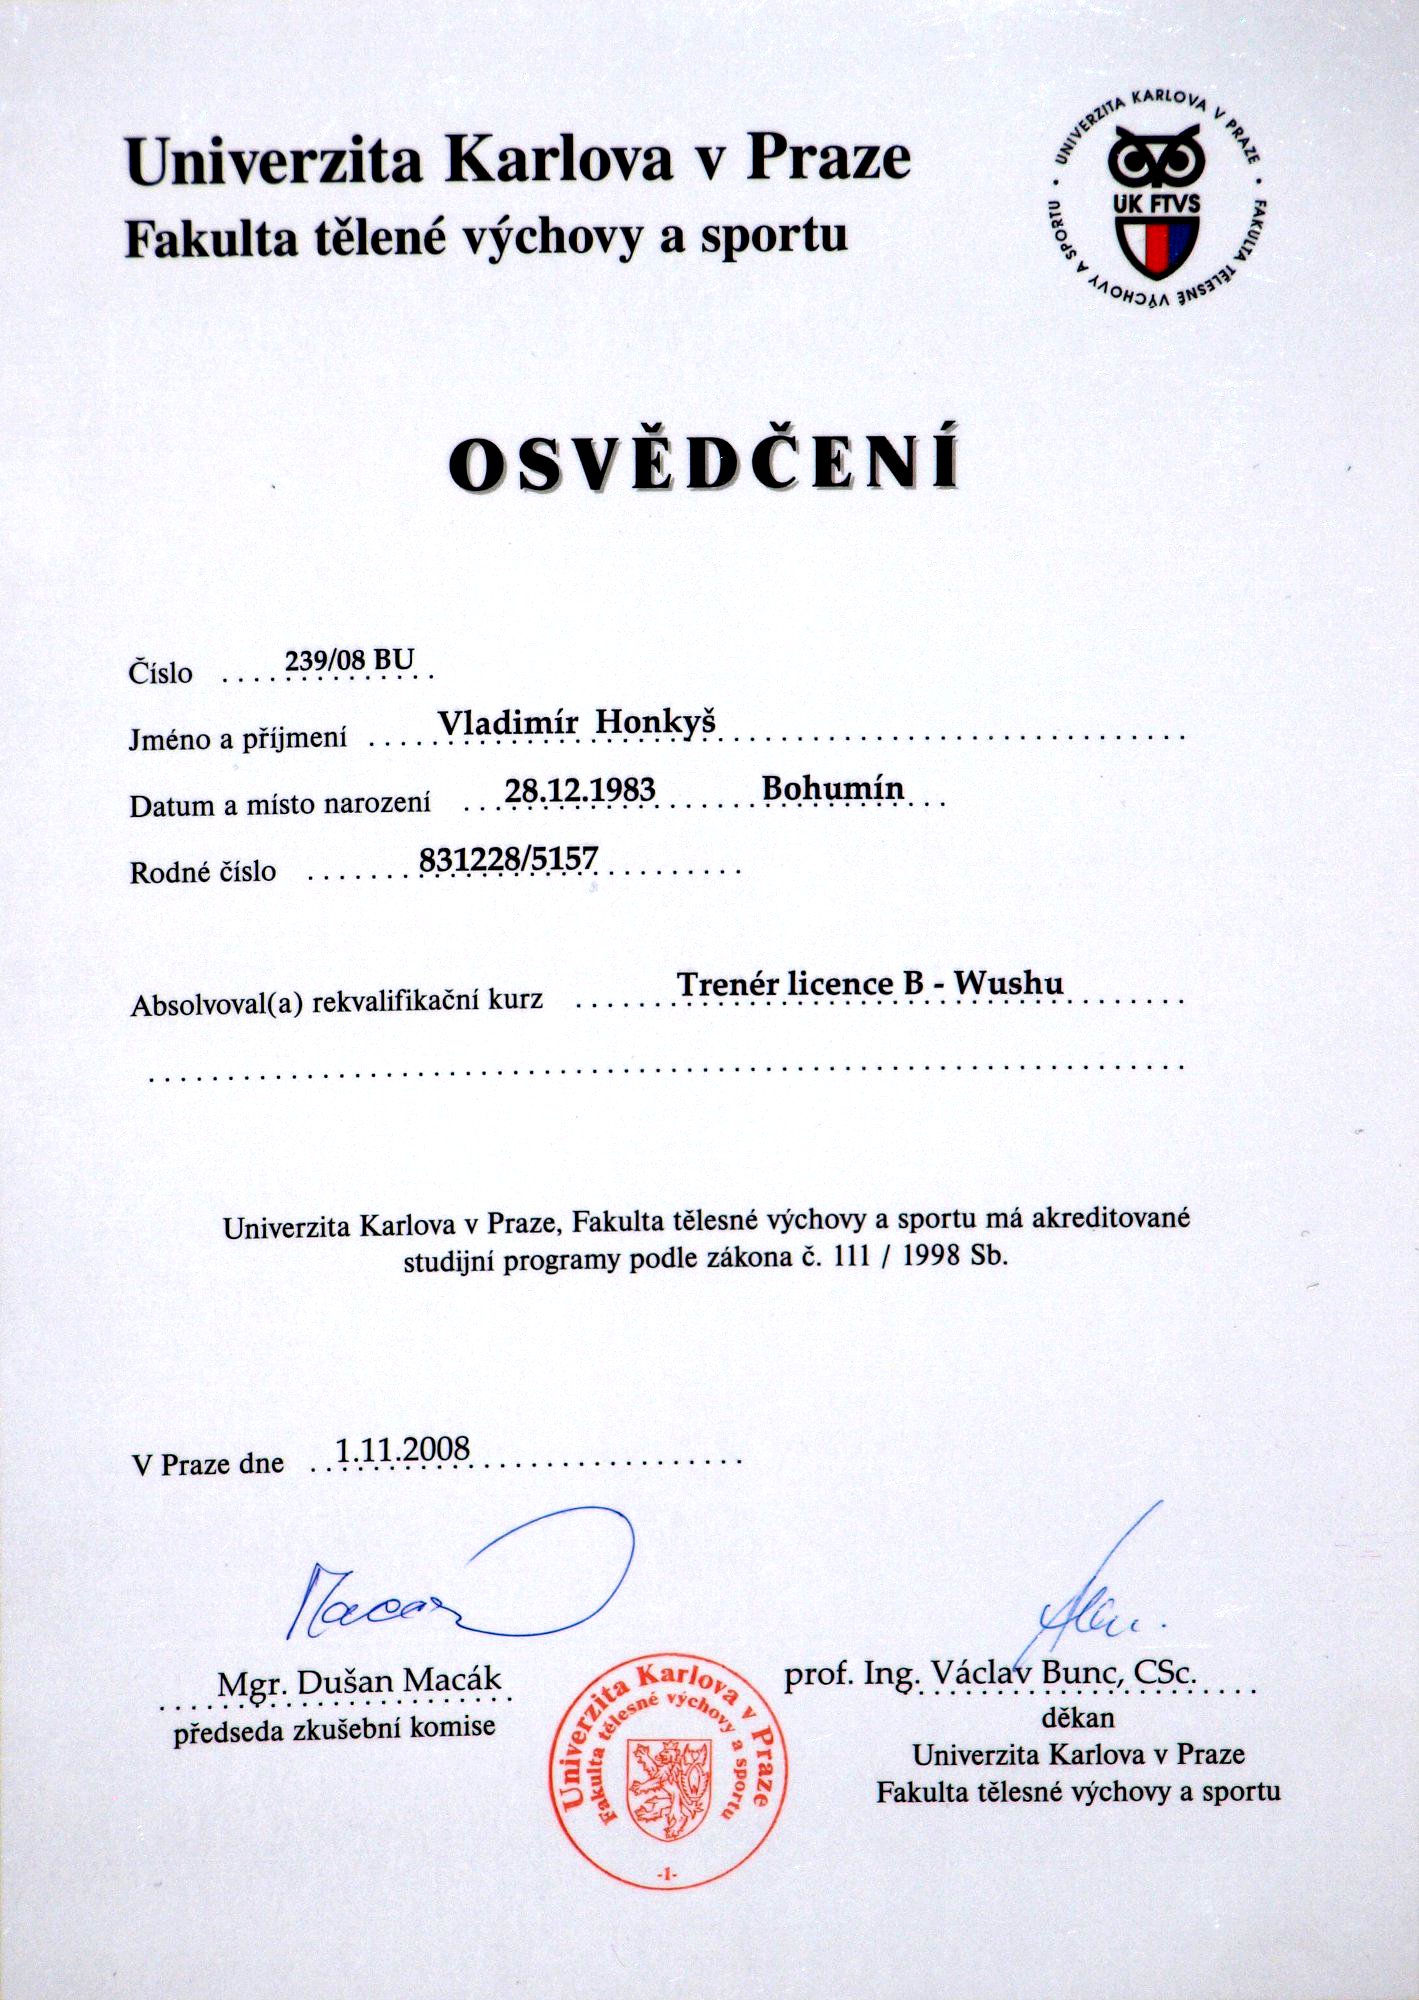 Univerzita Karlova v Praze
Fakulta tělené výchovy a sportu
UNIVERZITA KARLOVA V PRAZE · FAKULTA TĚLESNÉ VÝCHOVY A SPORTU ·
UK FTVS
OSVĚDČENÍ
Číslo 239/08 BU
Jméno a příjmení Vladimír Honkyš
Datum a místo narození 28.12.1983 Bohumín
Rodné číslo 831228/5157
Absolvoval(a) rekvalifikační kurz Trenér licence B - Wushu
Univerzita Karlova v Praze, Fakulta tělesné výchovy a sportu má akreditované
studijní programy podle zákona č. 111 / 1998 Sb.
V Praze dne 1.11.2008
Mgr. Dušan Macák
předseda zkušební komise
Univerzita Karlova v Praze
Fakulta tělesné výchovy a sportu
-1-
prof. Ing. Václav Bunc, CSc.
děkan
Univerzita Karlova v Praze
Fakulta tělesné výchovy a sportu